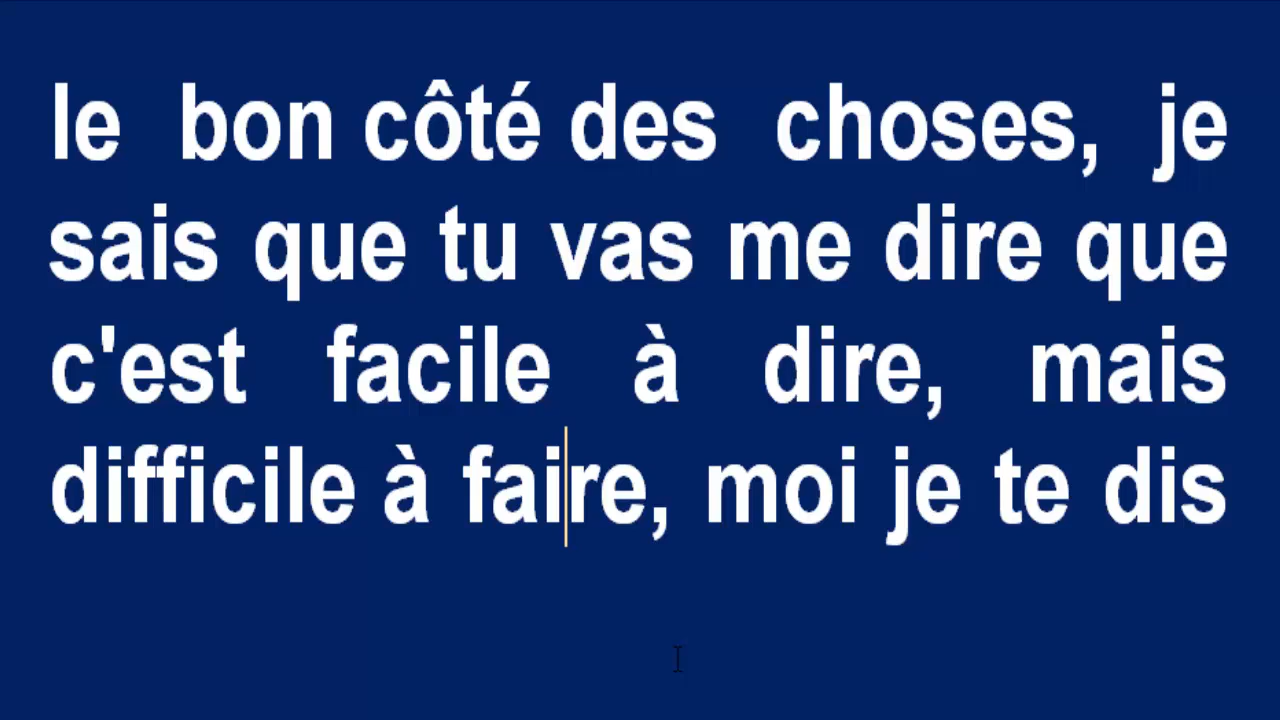 le bon côté des choses, je
sais que tu vas me dire que
c'est facile à dire, mais
difficile à faire, moi je te dis